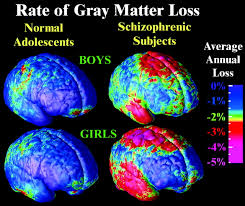 Rate of Gray Matter Loss
Normal
Adolescents
Schizophrenic
Subjects
BOYS
GIRLS
Average
Annual
Loss
0%
-1%
-2%
-3%
-4%
-5%